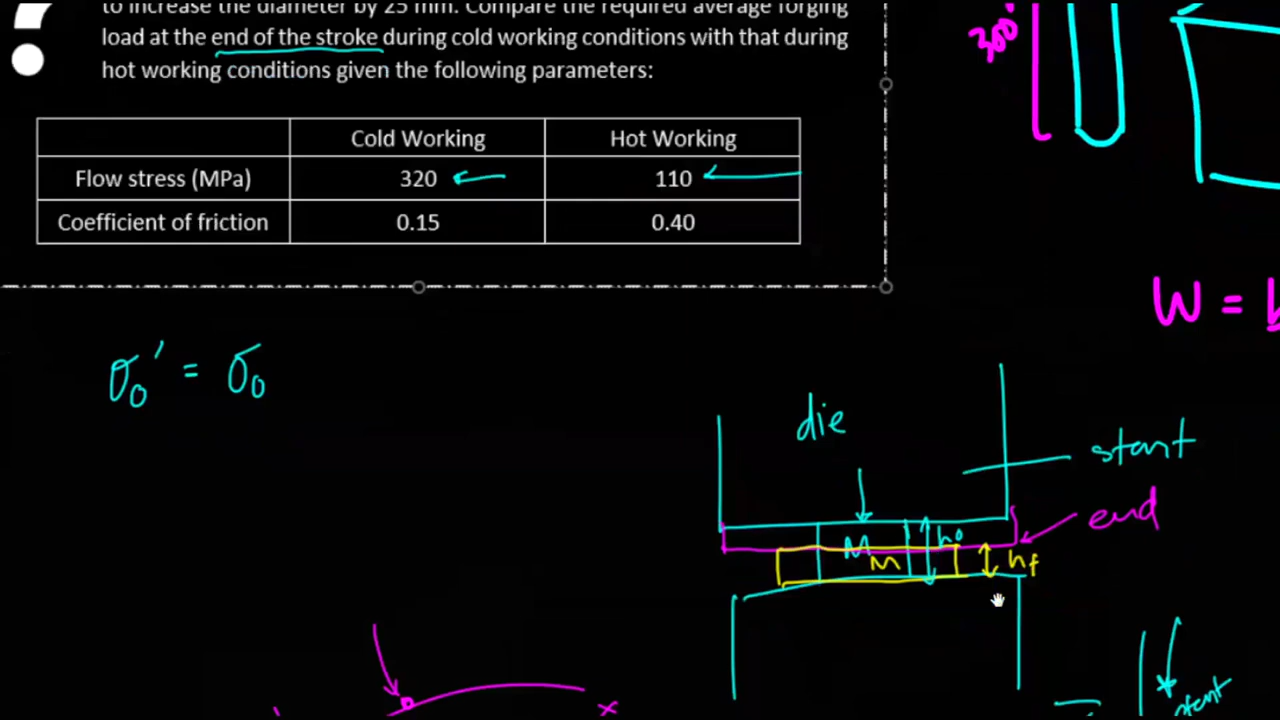 to increase the diameter by 25 mm. Compare the required average forging
load at the end of the stroke during cold working conditions with that during
hot working conditions given the following parameters:
?
Cold Working Hot Working
Flow stress (MPa) 320 110
Coefficient of friction 0.15 0.40
300
W =
σ₀' = σ₀
die
start
end
M
h₀
M
hf
x
start